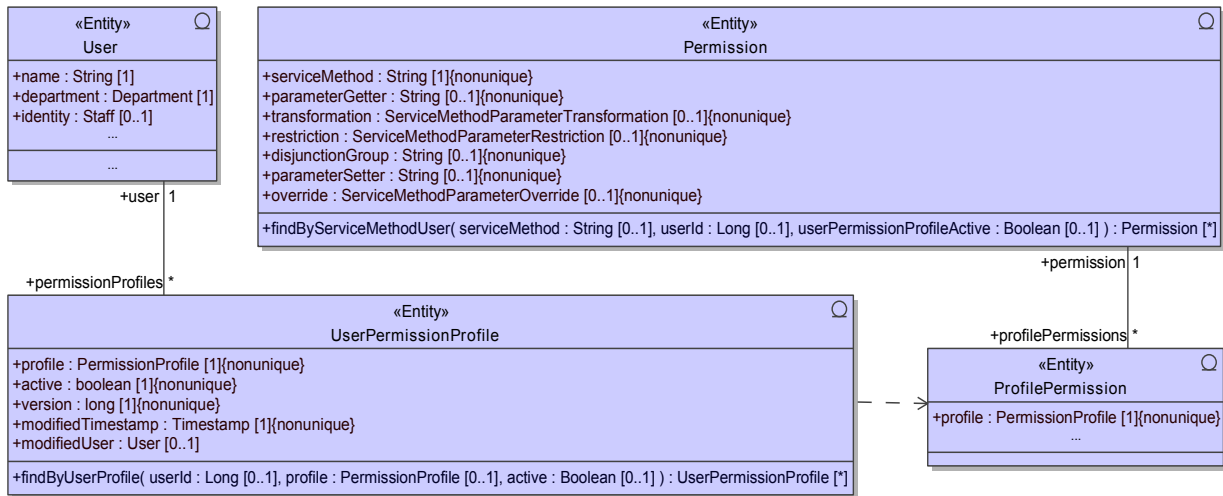 «Entity»
User
+name : String [1]
+department : Department [1]
+identity : Staff [0..1]
...
...
«Entity»
Permission
+serviceMethod : String [1]{nonunique}
+parameterGetter : String [0..1]{nonunique}
+transformation : ServiceMethodParameterTransformation [0..1]{nonunique}
+restriction : ServiceMethodParameterRestriction [0..1]{nonunique}
+disjunctionGroup : String [0..1]{nonunique}
+parameterSetter : String [0..1]{nonunique}
+override : ServiceMethodParameterOverride [0..1]{nonunique}
+findByServiceMethodUser( serviceMethod : String [0..1], userId : Long [0..1], userPermissionProfileActive : Boolean [0..1] ) : Permission [*]
+user 1
+permissionProfiles *
+permission 1
+profilePermissions *
«Entity»
UserPermissionProfile
+profile : PermissionProfile [1]{nonunique}
+active : boolean [1]{nonunique}
+version : long [1]{nonunique}
+modifiedTimestamp : Timestamp [1]{nonunique}
+modifiedUser : User [0..1]
+findByUserProfile( userId : Long [0..1], profile : PermissionProfile [0..1], active : Boolean [0..1] ) : UserPermissionProfile [*]
«Entity»
ProfilePermission
+profile : PermissionProfile [1]{nonunique}
...